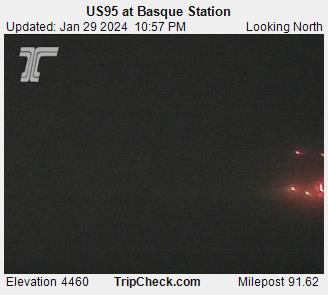 US95 at Basque Station
Updated: Jan 29 2024 10:57 PM Looking North
Elevation 4460 TripCheck.com Milepost 91.62